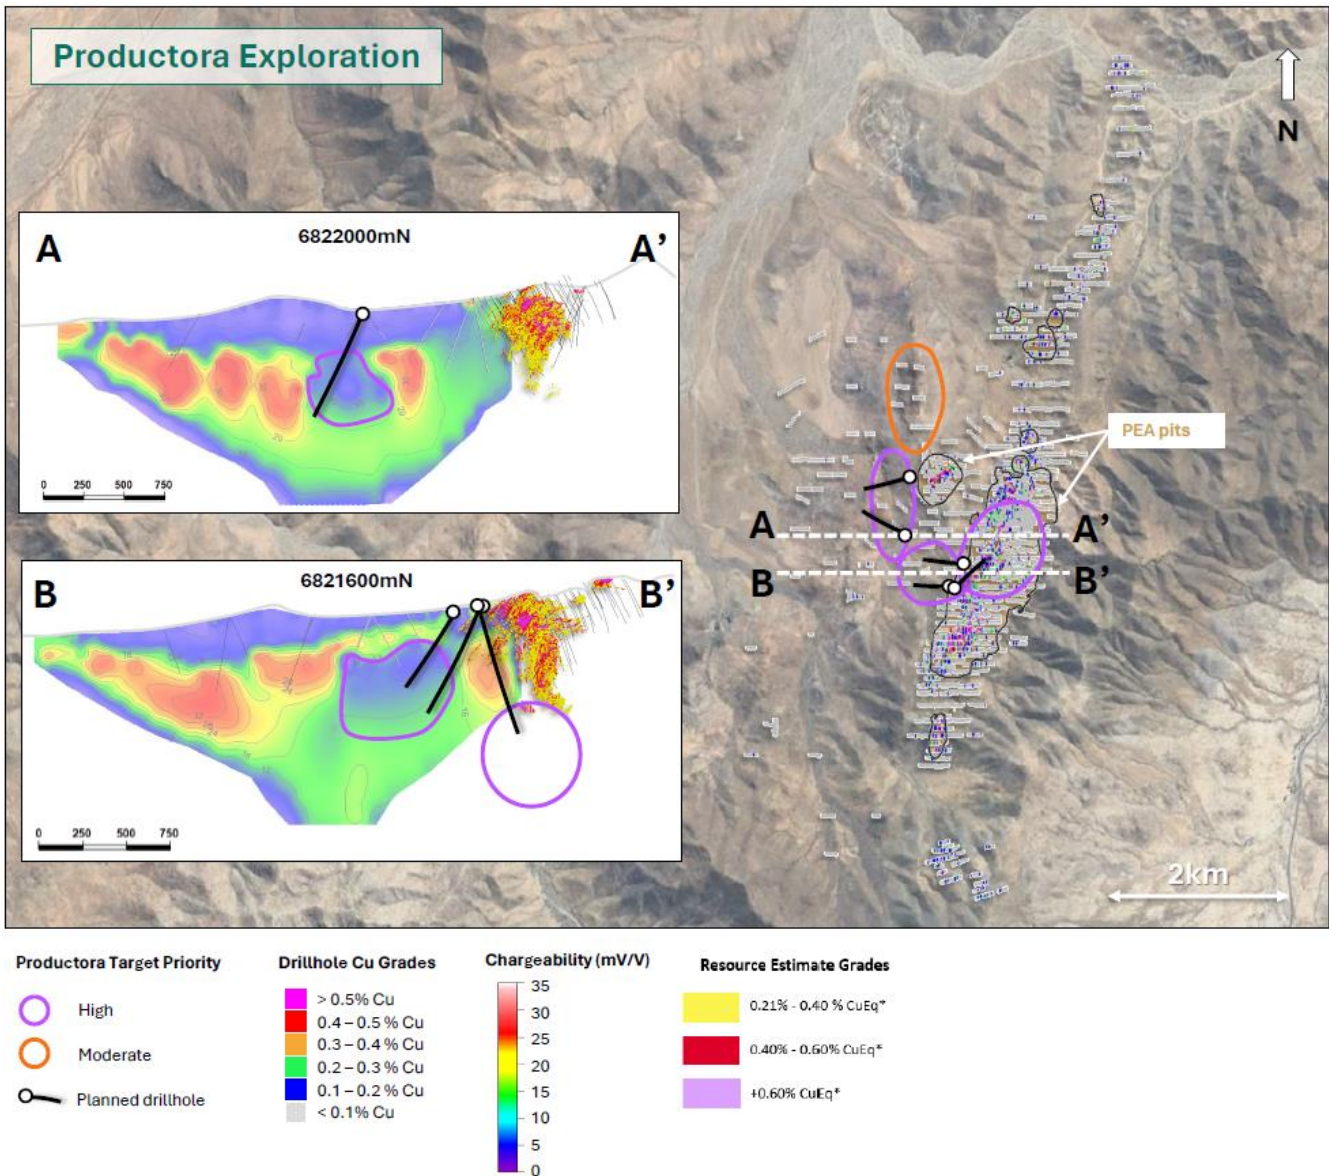 Productora Exploration
N
A
6822000mN
A’
0 250 500 750
B
6821600mN
B’
0 250 500 750
PEA pits
A
A’
B
B’
2km
Productora Target Priority
High
Moderate
Planned drillhole
Drillhole Cu Grades
> 0.5% Cu
0.4 – 0.5 % Cu
0.3 – 0.4 % Cu
0.2 – 0.3 % Cu
0.1 – 0.2 % Cu
< 0.1% Cu
Chargeability (mV/V)
35
30
25
20
15
10
5
0
Resource Estimate Grades
0.21% - 0.40 % CuEq*
0.40% - 0.60% CuEq*
+0.60% CuEq*